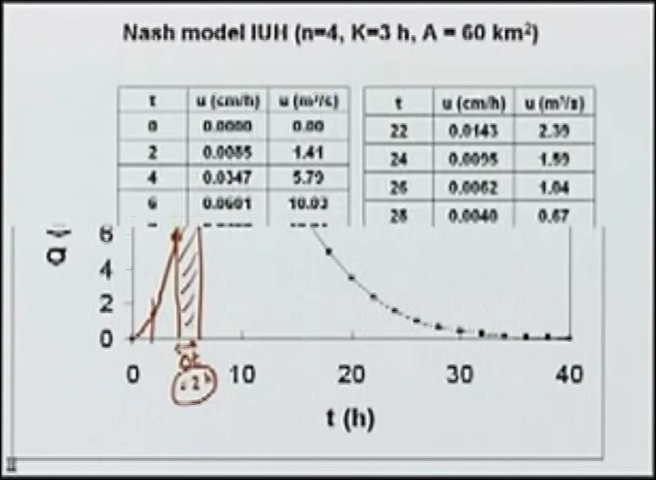 Nash model IUH (n=4, K=3 h, A = 60 km²)
t u (cm/h) u (m³/s)
0 0.0000 0.00
2 0.0085 1.41
4 0.0347 5.79
6 0.0601 10.03
t u (cm/h) u (m³/s)
22 0.0143 2.39
24 0.0095 1.59
26 0.0062 1.04
28 0.0040 0.67
6
4
2
0
0 10 20 30 40
Δt
= 2 h
t (h)